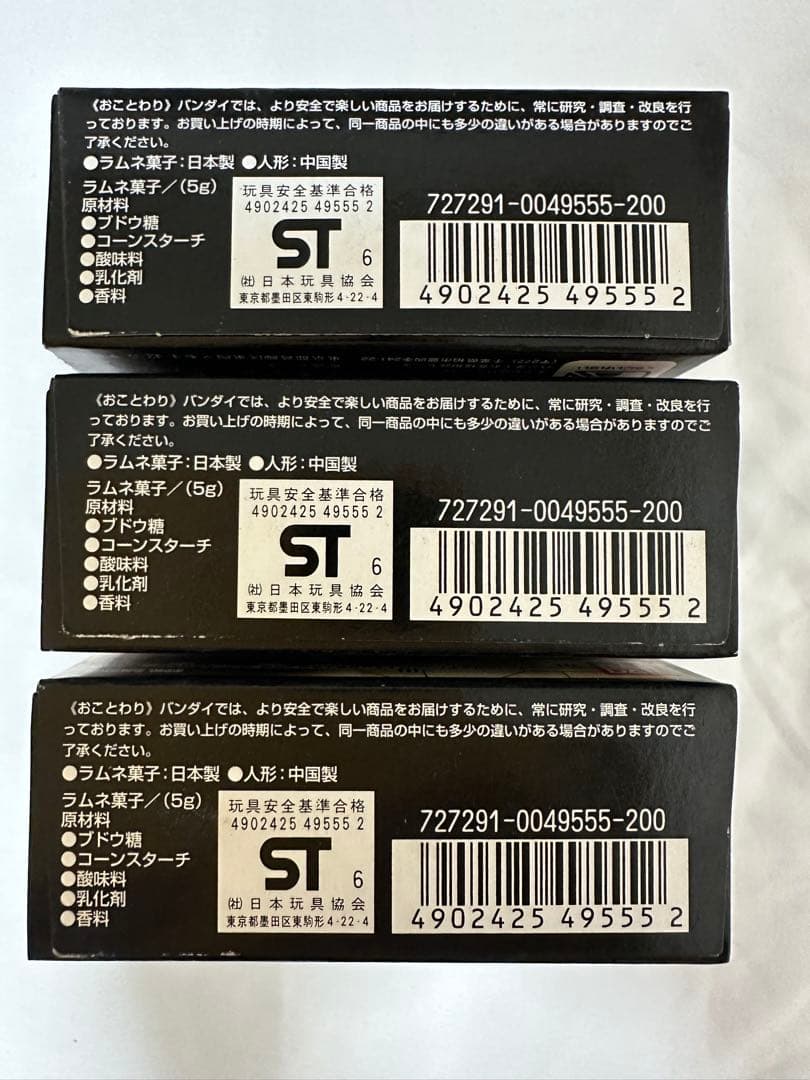 《おことわり》バンダイでは、より安全で楽しい商品をお届けするために、常に研究・調査・改良を行
っております。お買い上げの時期によって、同一商品の中にも多少の違いがある場合がありますのでご
了承ください。
●ラムネ菓子:日本製 ●人形:中国製
ラムネ菓子/(5g)
原材料
●ブドウ糖
●コーンスターチ
●酸味料
●乳化剤
●香料
玩具安全基準合格
4902425 49555 2
ST 6
㈳日本玩具協会
東京都墨田区東駒形4-22-4
727291-0049555-200
4902425 49555 2
《おことわり》バンダイでは、より安全で楽しい商品をお届けするために、常に研究・調査・改良を行
っております。お買い上げの時期によって、同一商品の中にも多少の違いがある場合がありますのでご
了承ください。
●ラムネ菓子:日本製 ●人形:中国製
ラムネ菓子/(5g)
原材料
●ブドウ糖
●コーンスターチ
●酸味料
●乳化剤
●香料
玩具安全基準合格
4902425 49555 2
ST 6
㈳日本玩具協会
東京都墨田区東駒形4-22-4
727291-0049555-200
4902425 49555 2
《おことわり》バンダイでは、より安全で楽しい商品をお届けするために、常に研究・調査・改良を行
っております。お買い上げの時期によって、同一商品の中にも多少の違いがある場合がありますのでご
了承ください。
●ラムネ菓子:日本製 ●人形:中国製
ラムネ菓子/(5g)
原材料
●ブドウ糖
●コーンスターチ
●酸味料
●乳化剤
●香料
玩具安全基準合格
4902425 49555 2
ST 6
㈳日本玩具協会
東京都墨田区東駒形4-22-4
727291-0049555-200
4902425 49555 2